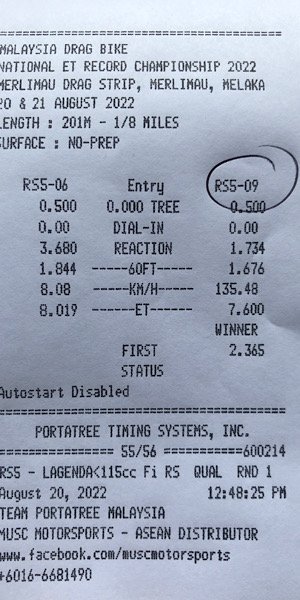 MALAYSIA DRAG BIKE
NATIONAL ET RECORD CHAMPIONSHIP 2022
MERLIMAU DRAG STRIP, MERLIMAU, MELAKA
20 & 21 AUGUST 2022
LENGTH : 201M - 1/8 MILES
SURFACE : NO-PREP
RS5-06 Entry RS5-09
0.500 0.000 TREE 0.500
0.00 DIAL-IN 0.00
3.680 REACTION 1.734
1.844 ------60FT------ 1.676
8.08 ------KM/H------ 135.48
8.019 ------ET------ 7.600
WINNER
FIRST 2.365
STATUS
Autostart Disabled
PORTATREE TIMING SYSTEMS, INC.
================ 55/56 ===========600214
RS5 - LAGENDA<115cc Fi RS QUAL RND 1
August 20, 2022 12:48:25 PM
TEAM PORTATREE MALAYSIA
MUSC MOTORSPORTS - ASEAN DISTRIBUTOR
www.facebook.com/muscmotorsports
+6016-6681490